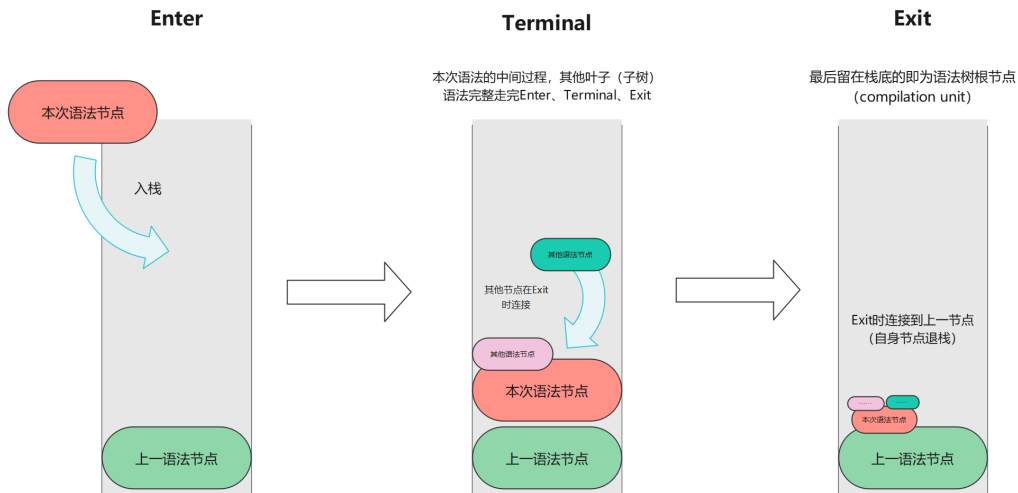 Enter
本次语法节点
入栈
上一语法节点
Terminal
本次语法的中间过程，其他叶子（子树）
语法完整走完Enter、Terminal、Exit
其他语法节点
其他节点在Exit
时连接
其他语法节点
本次语法节点
上一语法节点
Exit
最后留在栈底的即为语法树根节点
（compilation unit）
Exit时连接到上一节点
（自身节点退栈）
......
......
本次语法节点
上一语法节点